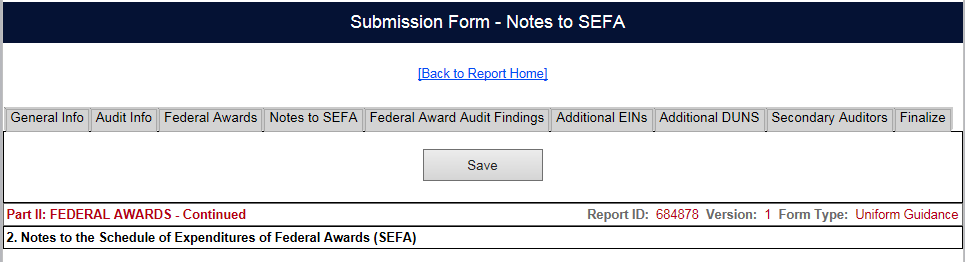 Submission Form - Notes to SEFA
[Back to Report Home]
General Info Audit Info Federal Awards Notes to SEFA Federal Award Audit Findings Additional EINs Additional DUNS Secondary Auditors Finalize
Save
Part II: FEDERAL AWARDS - Continued Report ID: 684878 Version: 1 Form Type: Uniform Guidance
2. Notes to the Schedule of Expenditures of Federal Awards (SEFA)